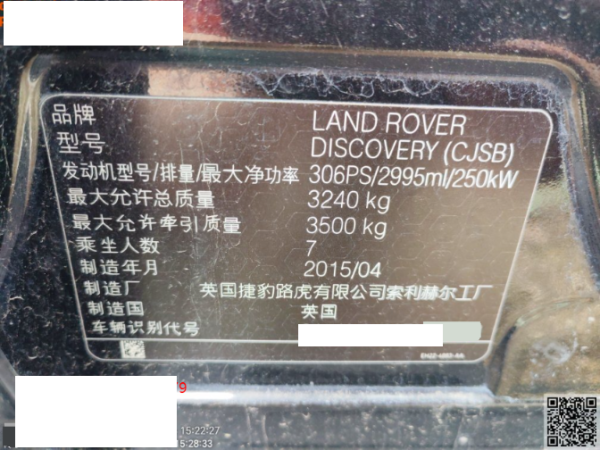 品牌 LAND ROVER
型号 DISCOVERY (CJSB)
发动机型号/排量/最大净功率 306PS/2995ml/250kW
最大允许总质量 3240 kg
最大允许牵引质量 3500 kg
乘坐人数 7
制造年月 2015/04
制造厂 英国捷豹路虎有限公司索利赫尔工厂
制造国 英国
车辆识别代号
9
15:22:27
15:28:33